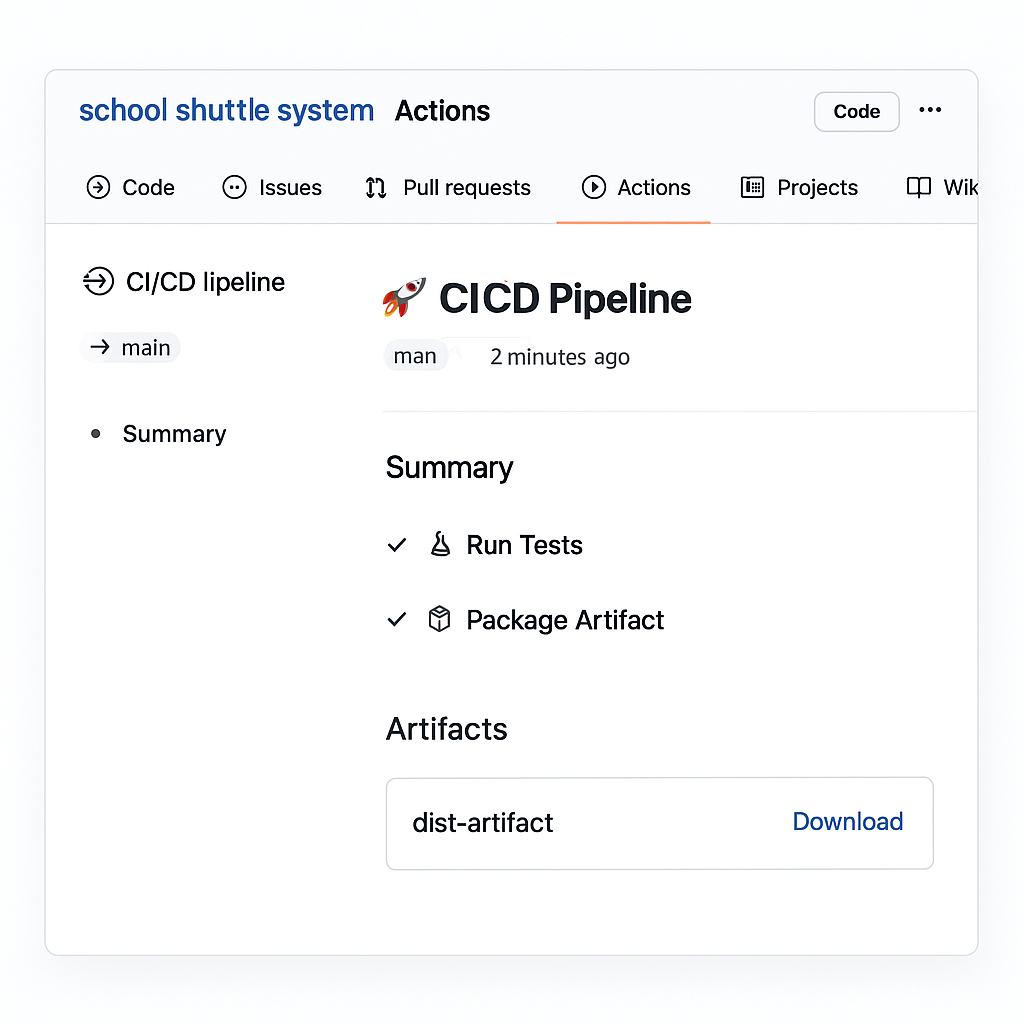 school shuttle system Actions Code
Code Issues Pull requests Actions Projects Wik
CI/CD lipeline
main
Summary
🚀 CICD Pipeline
man 2 minutes ago
Summary
Run Tests
Package Artifact
Artifacts
dist-artifact Download